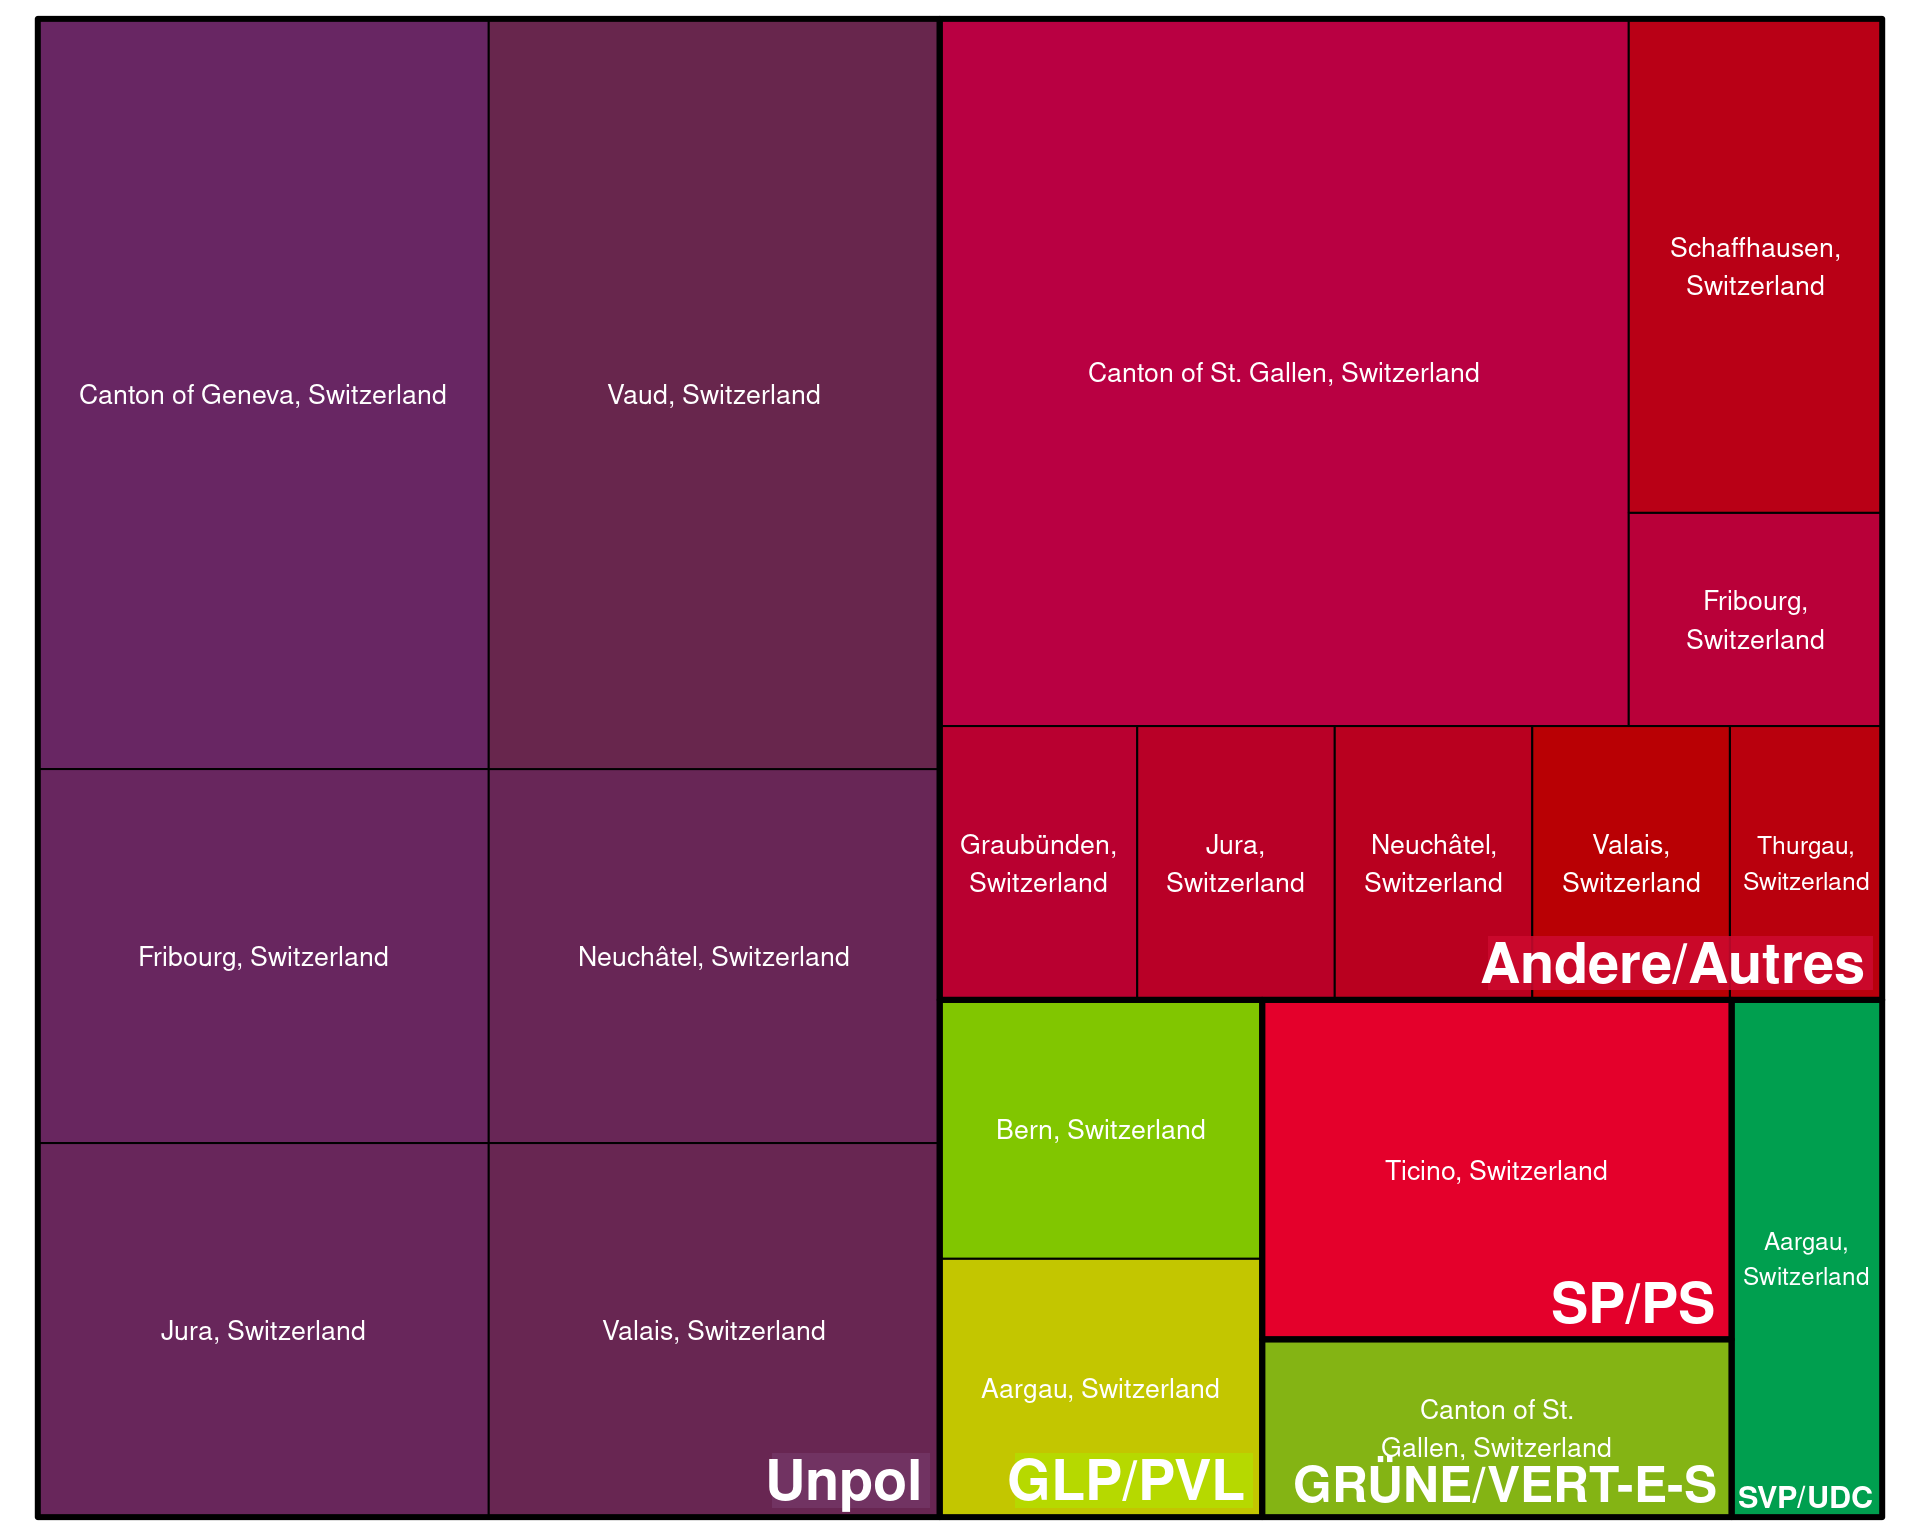 Canton of Geneva, Switzerland
Vaud, Switzerland
Fribourg, Switzerland
Neuchâtel, Switzerland
Jura, Switzerland
Valais, Switzerland
Unpol
Canton of St. Gallen, Switzerland
Schaffhausen,
Switzerland
Fribourg,
Switzerland
Graubünden,
Switzerland
Jura,
Switzerland
Neuchâtel,
Switzerland
Valais,
Switzerland
Thurgau,
Switzerland
Andere/Autres
Bern, Switzerland
Aargau, Switzerland
GLP/PVL
Ticino, Switzerland
SP/PS
Canton of St.
Gallen, Switzerland
GRÜNE/VERT-E-S
Aargau,
Switzerland
SVP/UDC